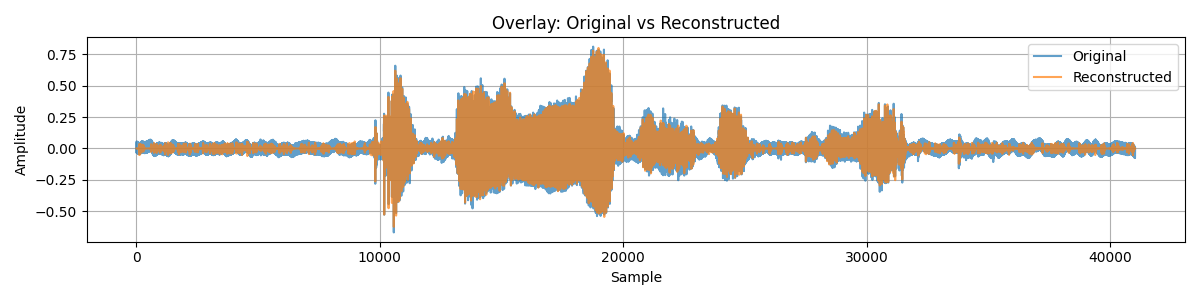 Overlay: Original vs Reconstructed
Original
Reconstructed
Amplitude
0.75
0.50
0.25
0.00
−0.25
−0.50
0 10000 20000 30000 40000
Sample